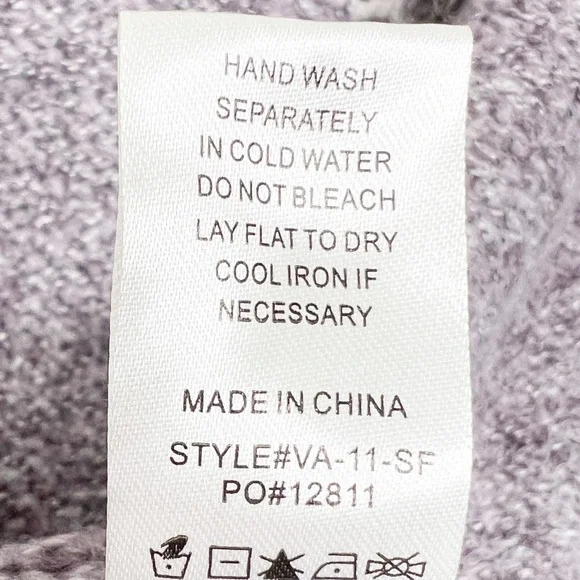 HAND WASH
SEPARATELY
IN COLD WATER
DO NOT BLEACH
LAY FLAT TO DRY
COOL IRON IF
NECESSARY
MADE IN CHINA
STYLE#VA-11-SF
PO#12811